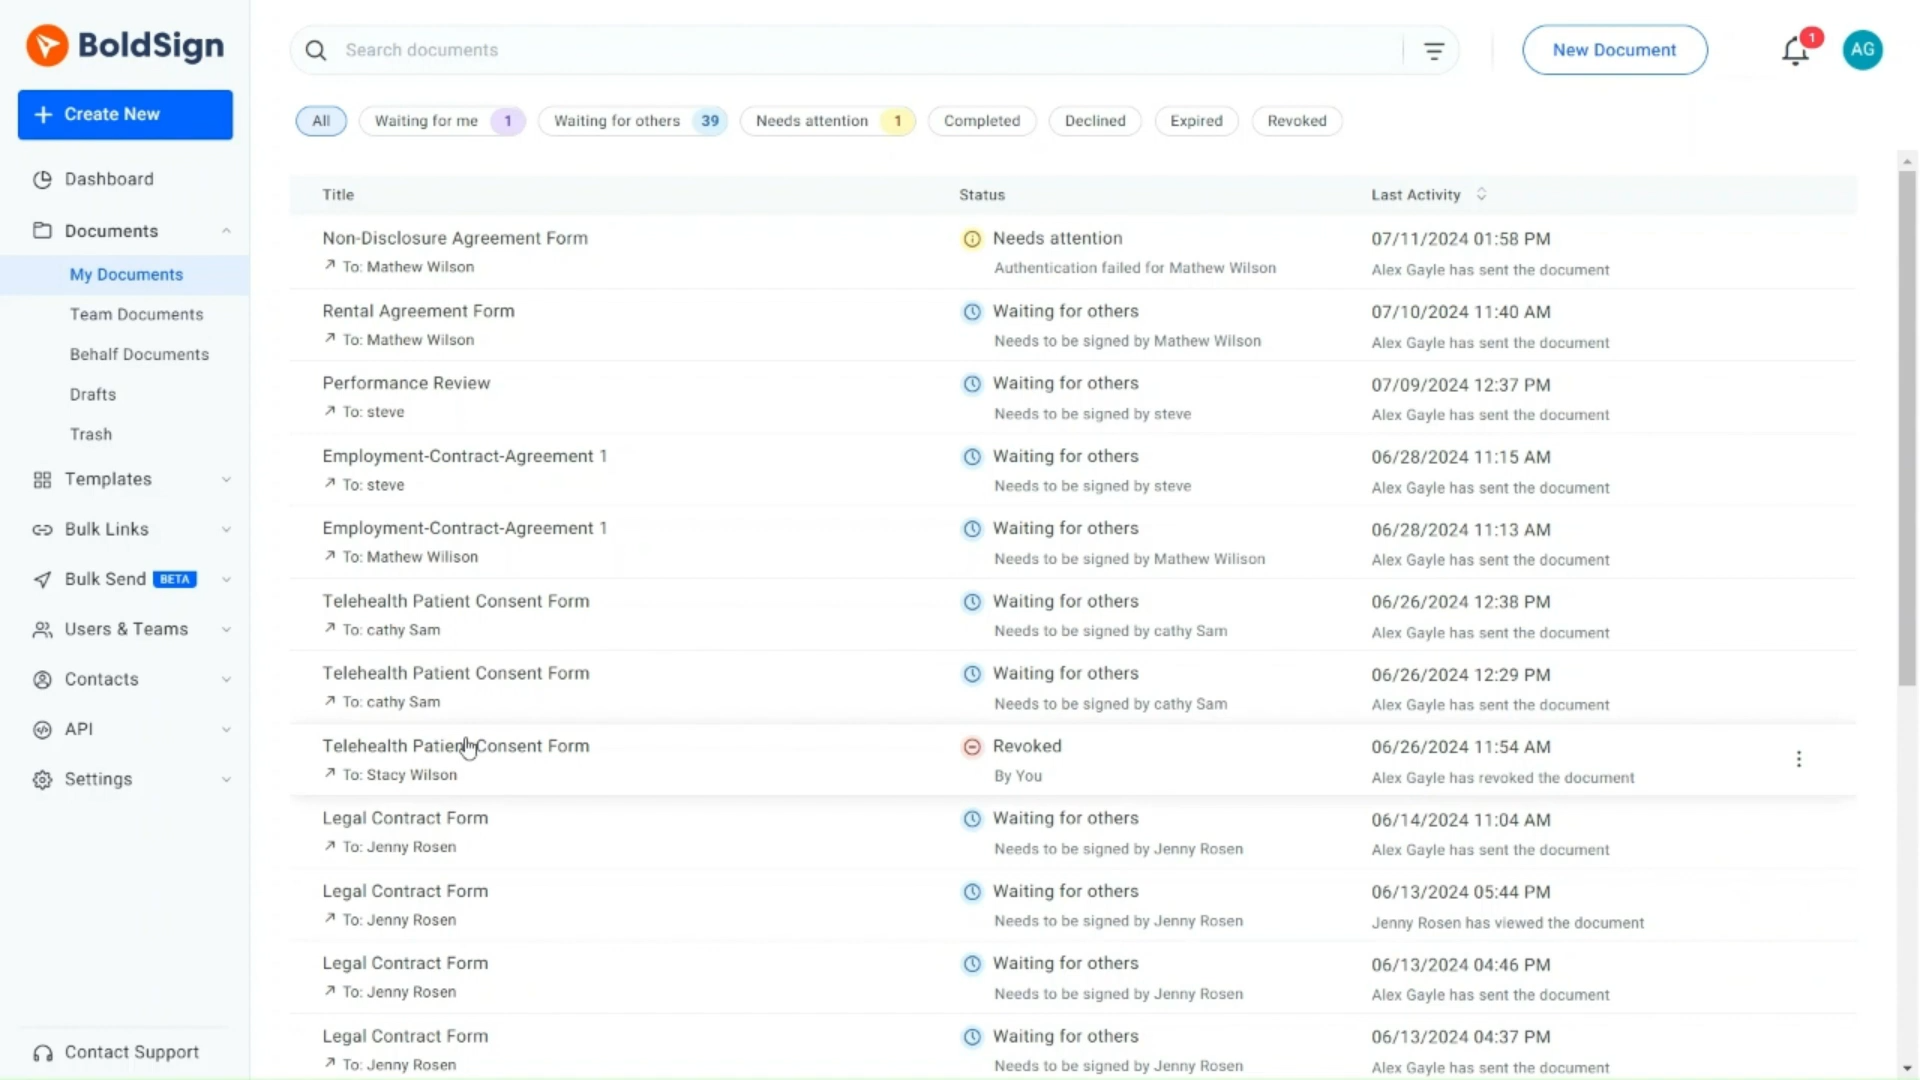 BoldSign
Search documents
New Document
1
AG
Create New
All
Waiting for me 1
Waiting for others 39
Needs attention 1
Completed
Declined
Expired
Revoked
Dashboard
Documents
My Documents
Team Documents
Behalf Documents
Drafts
Trash
Templates
Bulk Links
Bulk Send BETA
Users & Teams
Contacts
API
Settings
Contact Support
Title Status Last Activity
Non-Disclosure Agreement Form Needs attention 07/11/2024 01:58 PM
To: Mathew Wilson Authentication failed for Mathew Wilson Alex Gayle has sent the document
Rental Agreement Form Waiting for others 07/10/2024 11:40 AM
To: Mathew Wilson Needs to be signed by Mathew Wilson Alex Gayle has sent the document
Performance Review Waiting for others 07/09/2024 12:37 PM
To: steve Needs to be signed by steve Alex Gayle has sent the document
Employment-Contract-Agreement 1 Waiting for others 06/28/2024 11:15 AM
To: steve Needs to be signed by steve Alex Gayle has sent the document
Employment-Contract-Agreement 1 Waiting for others 06/28/2024 11:13 AM
To: Mathew Wilison Needs to be signed by Mathew Wilison Alex Gayle has sent the document
Telehealth Patient Consent Form Waiting for others 06/26/2024 12:38 PM
To: cathy Sam Needs to be signed by cathy Sam Alex Gayle has sent the document
Telehealth Patient Consent Form Waiting for others 06/26/2024 12:29 PM
To: cathy Sam Needs to be signed by cathy Sam Alex Gayle has sent the document
Telehealth Patient Consent Form Revoked 06/26/2024 11:54 AM
To: Stacy Wilson By You Alex Gayle has revoked the document
Legal Contract Form Waiting for others 06/14/2024 11:04 AM
To: Jenny Rosen Needs to be signed by Jenny Rosen Alex Gayle has sent the document
Legal Contract Form Waiting for others 06/13/2024 05:44 PM
To: Jenny Rosen Needs to be signed by Jenny Rosen Jenny Rosen has viewed the document
Legal Contract Form Waiting for others 06/13/2024 04:46 PM
To: Jenny Rosen Needs to be signed by Jenny Rosen Alex Gayle has sent the document
Legal Contract Form Waiting for others 06/13/2024 04:37 PM
To: Jenny Rosen Needs to be signed by Jenny Rosen Alex Gayle has sent the document